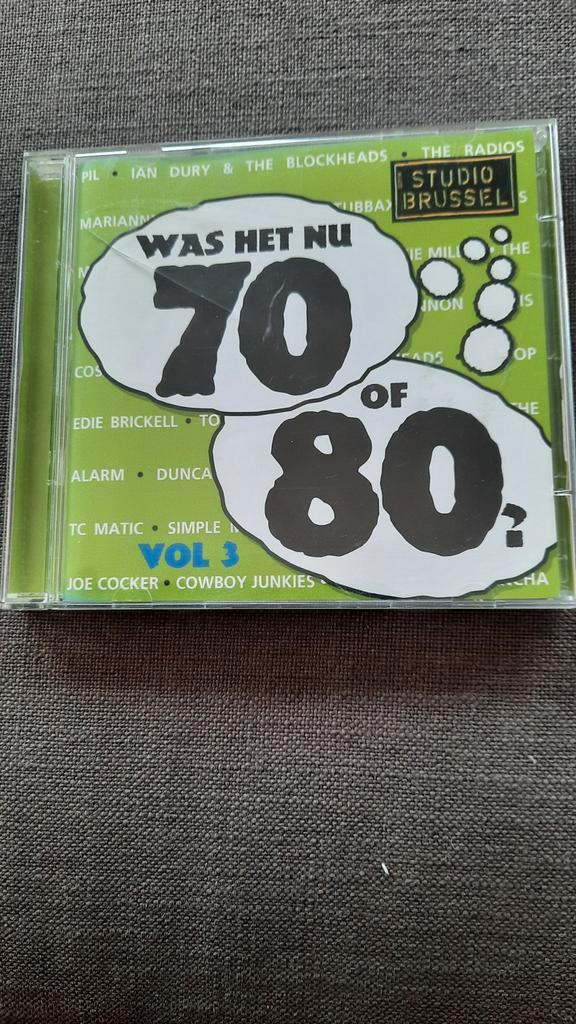 PIL • IAN DURY & THE BLOCKHEADS • THE RADIOS
STUDIO
BRUSSEL
WAS HET NU
70
OF
80?
EDIE BRICKELL • TO
ALARM •
TC MATIC • SIMPLE
VOL 3
JOE COCKER • COWBOY JUNKIES •